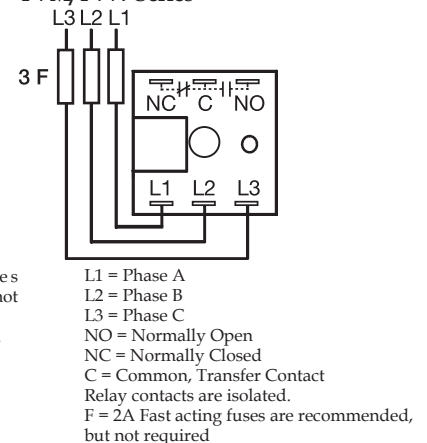 Series
L3 L2 L1
3 F
NC C NO
L1 L2 L3
L1 = Phase A
L2 = Phase B
L3 = Phase C
NO = Normally Open
NC = Normally Closed
C = Common, Transfer Contact
Relay contacts are isolated.
F = 2A Fast acting fuses are recommended,
but not required